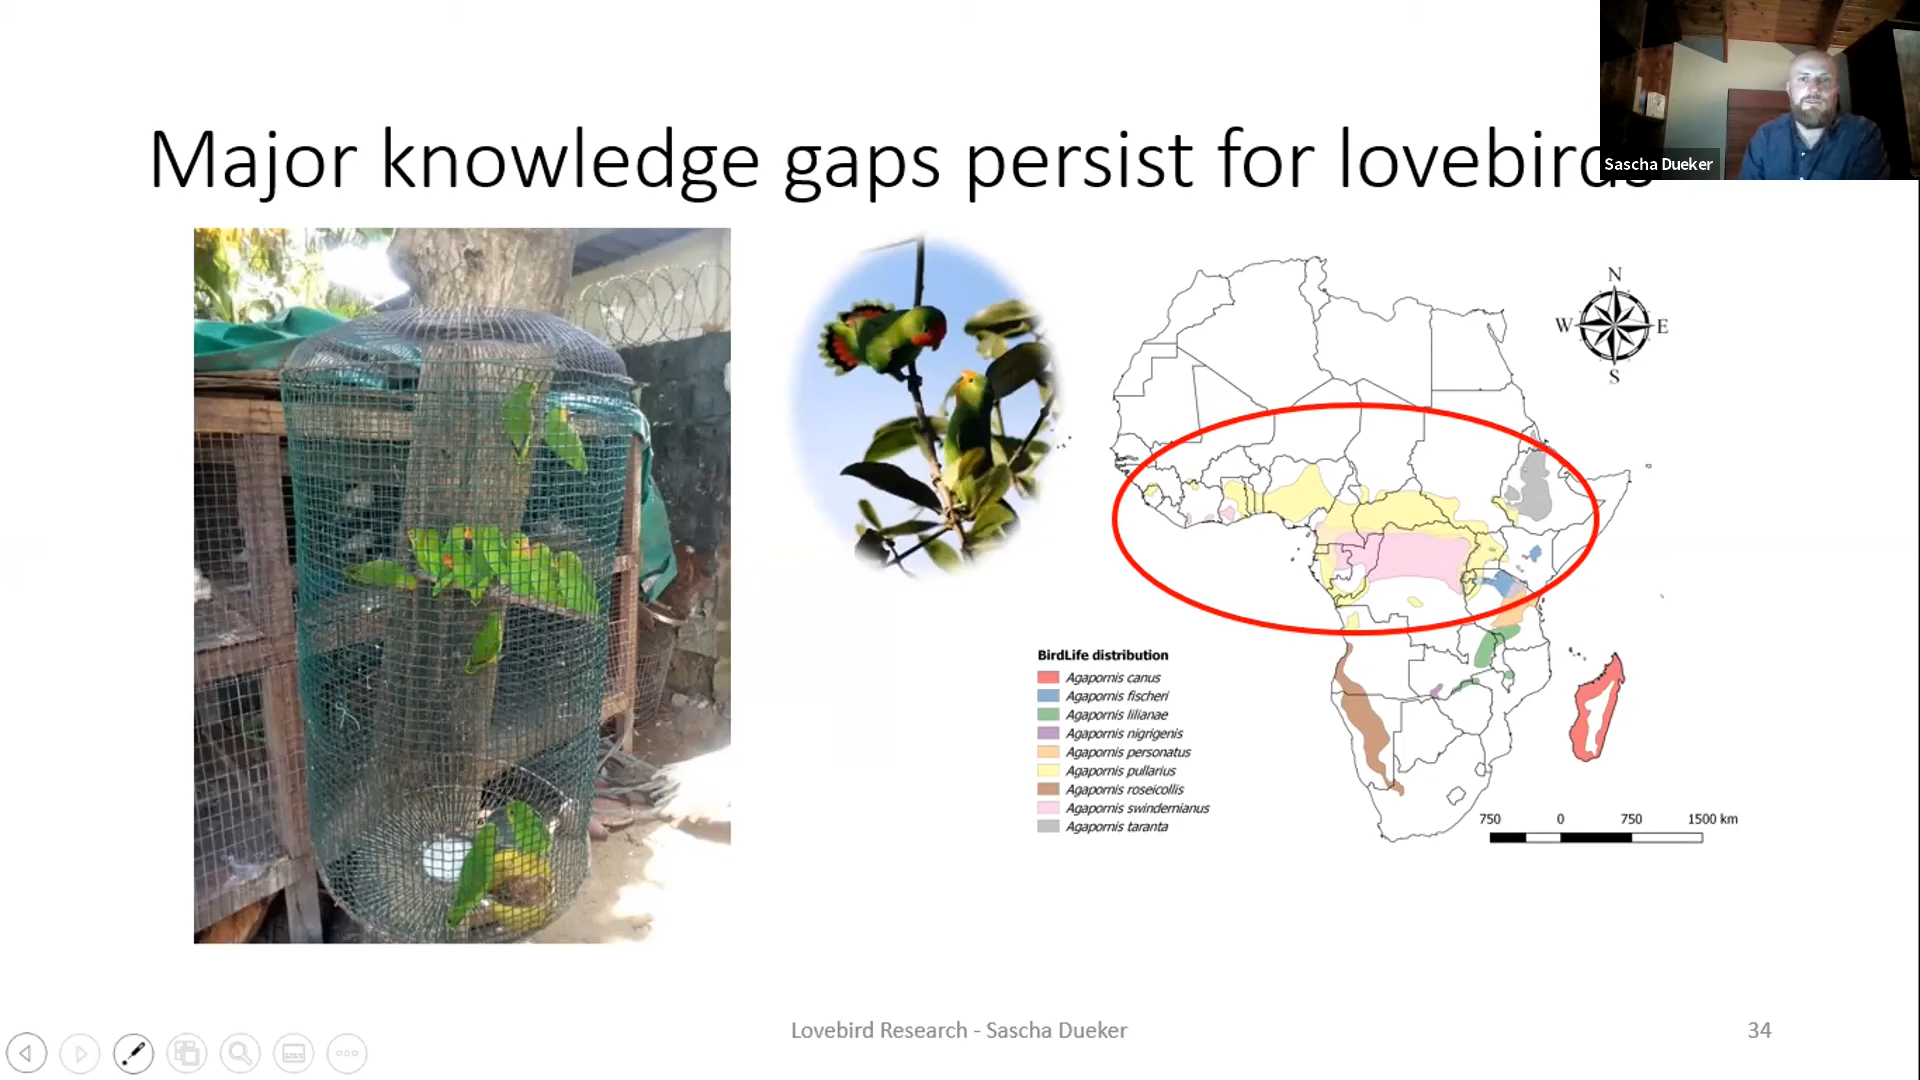 Major knowledge gaps persist for lovebirds
Sascha Dueker
N
W E
S
BirdLife distribution
Agapornis canus
Agapornis fischeri
Agapornis lilianae
Agapornis nigrigenis
Agapornis personatus
Agapornis pullarius
Agapornis roseicollis
Agapornis swindernianus
Agapornis taranta
750 0 750 1500 km
Lovebird Research - Sascha Dueker
34